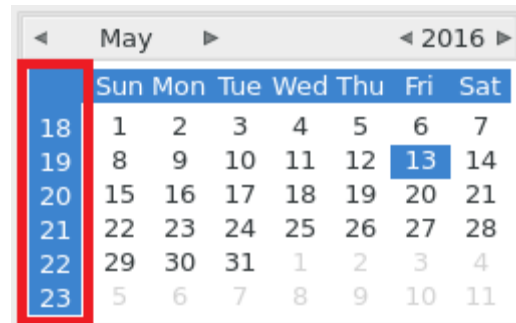 ◀ May ▶ ◀ 2016 ▶
Sun Mon Tue Wed Thu Fri Sat
18 1 2 3 4 5 6 7
19 8 9 10 11 12 13 14
20 15 16 17 18 19 20 21
21 22 23 24 25 26 27 28
22 29 30 31 1 2 3 4
23 5 6 7 8 9 10 11